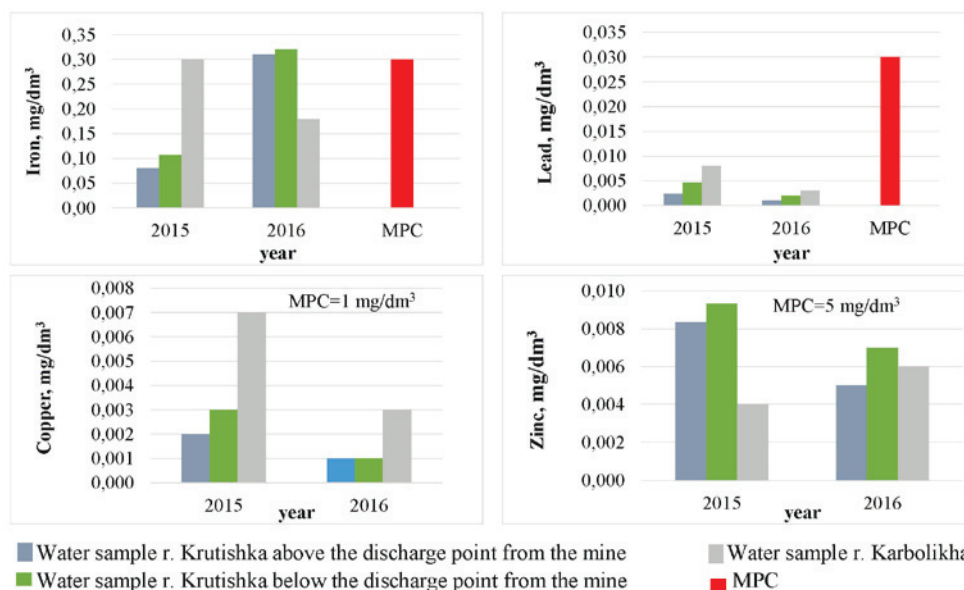 0,35
0,30
0,25
0,20
0,15
0,10
0,05
0,00
Iron, mg/dm³
2015
2016
MPC
year
0,035
0,030
0,025
0,020
0,015
0,010
0,005
0,000
Lead, mg/dm³
2015
2016
MPC
year
0,008
0,007
0,006
0,005
0,004
0,003
0,002
0,001
0,000
Copper, mg/dm³
MPC=1 mg/dm³
2015
2016
year
0,010
0,008
0,006
0,004
0,002
0,000
Zinc, mg/dm³
MPC=5 mg/dm³
2015
2016
year
Water sample r. Krutishka above the discharge point from the mine
Water sample r. Karbolikha
Water sample r. Krutishka below the discharge point from the mine
MPC